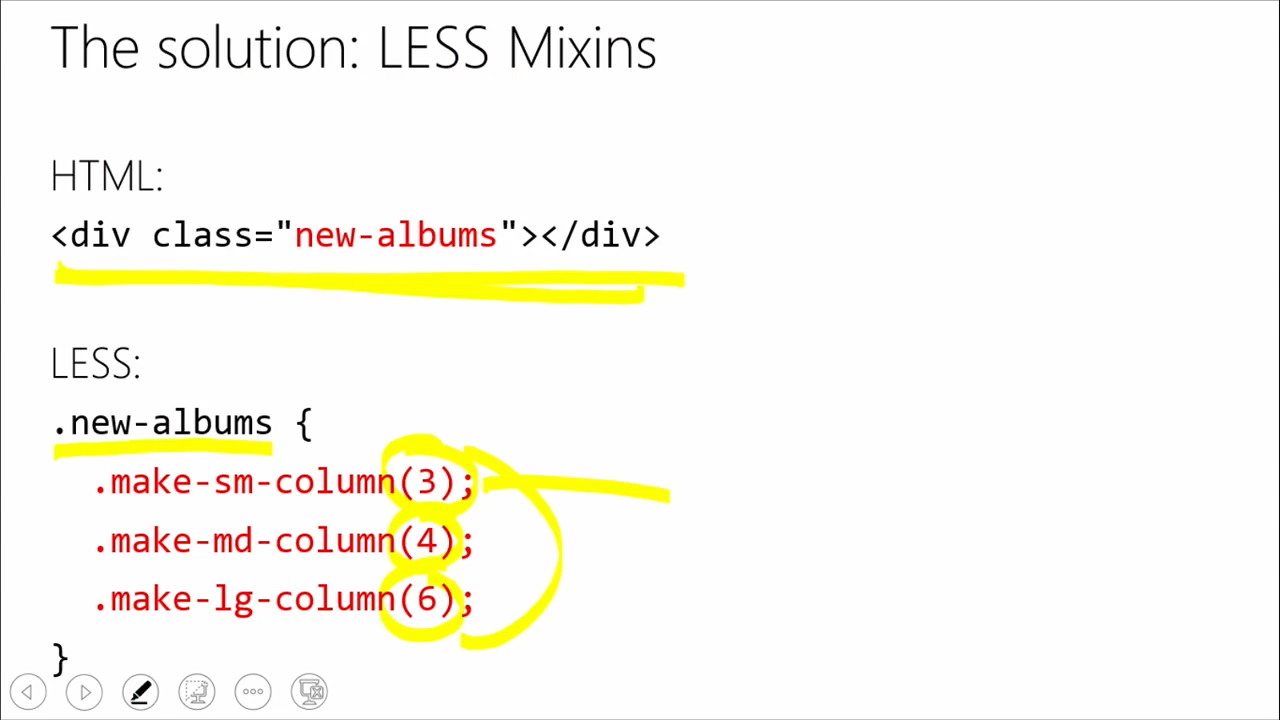 The solution: LESS Mixins
HTML:
<div class="new-albums"></div>
LESS:
.new-albums {
.make-sm-column(3);
.make-md-column(4);
.make-lg-column(6);
}